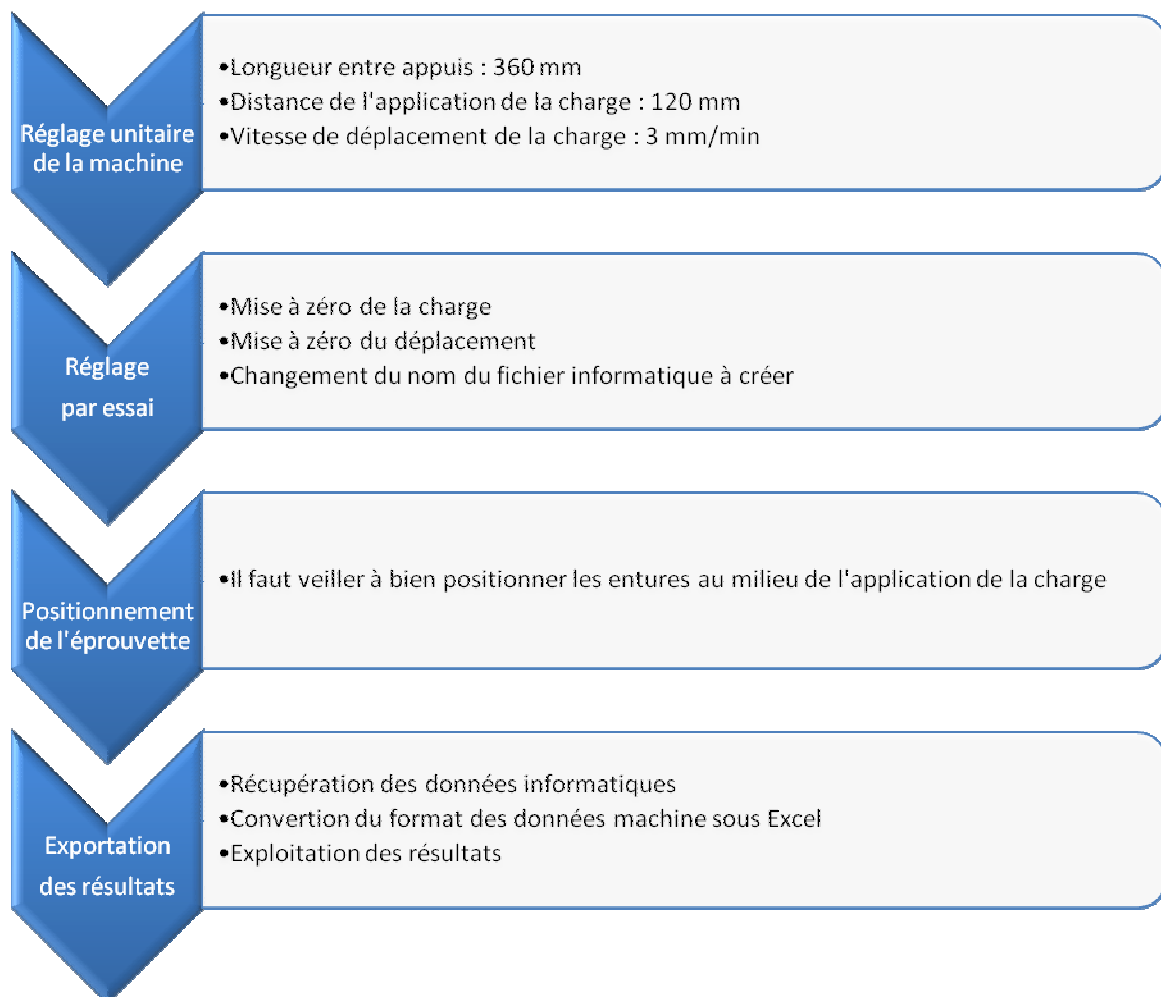 Réglage unitaire
de la machine
•Longueur entre appuis : 360 mm
•Distance de l'application de la charge : 120 mm
•Vitesse de déplacement de la charge : 3 mm/min
Réglage
par essai
•Mise à zéro de la charge
•Mise à zéro du déplacement
•Changement du nom du fichier informatique à créer
Positionnement
de l'éprouvette
•Il faut veiller à bien positionner les entures au milieu de l'application de la charge
Exportation
des résultats
•Récupération des données informatiques
•Convertion du format des données machine sous Excel
•Exploitation des résultats